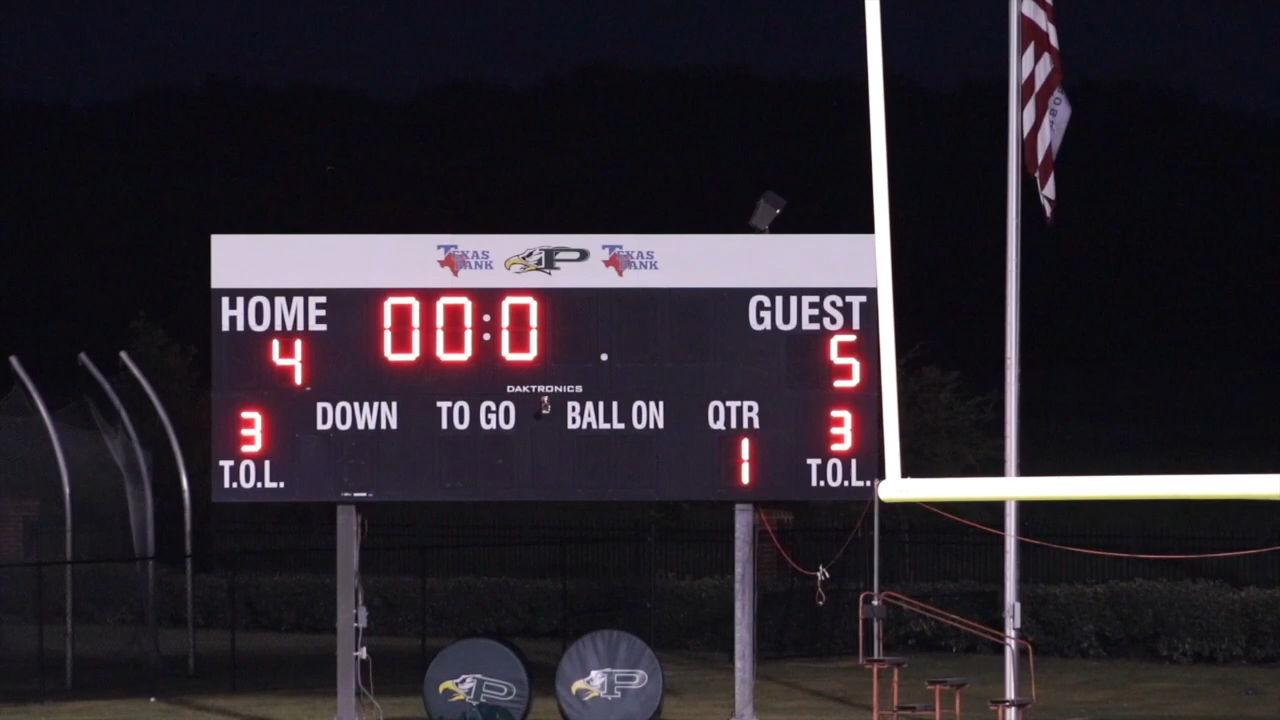 TEXAS BANK P TEXAS BANK
HOME 00:0 GUEST
4 5
DAKTRONICS
3 DOWN TO GO BALL ON QTR 3
T.O.L. 1 T.O.L.
P P